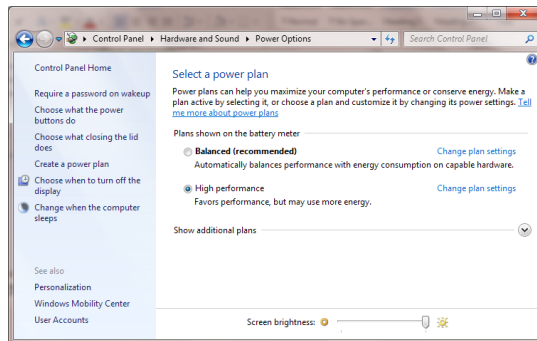 Control Panel ▸ Hardware and Sound ▸ Power Options
Search Control Panel
Control Panel Home
Require a password on wakeup
Choose what the power
buttons do
Choose what closing the lid
does
Create a power plan
Choose when to turn off the
display
Change when the computer
sleeps
See also
Personalization
Windows Mobility Center
User Accounts
Select a power plan
Power plans can help you maximize your computer's performance or conserve energy. Make a
plan active by selecting it, or choose a plan and customize it by changing its power settings. Tell
me more about power plans
Plans shown on the battery meter
Balanced (recommended) Change plan settings
Automatically balances performance with energy consumption on capable hardware.
High performance Change plan settings
Favors performance, but may use more energy.
Show additional plans
Screen brightness: